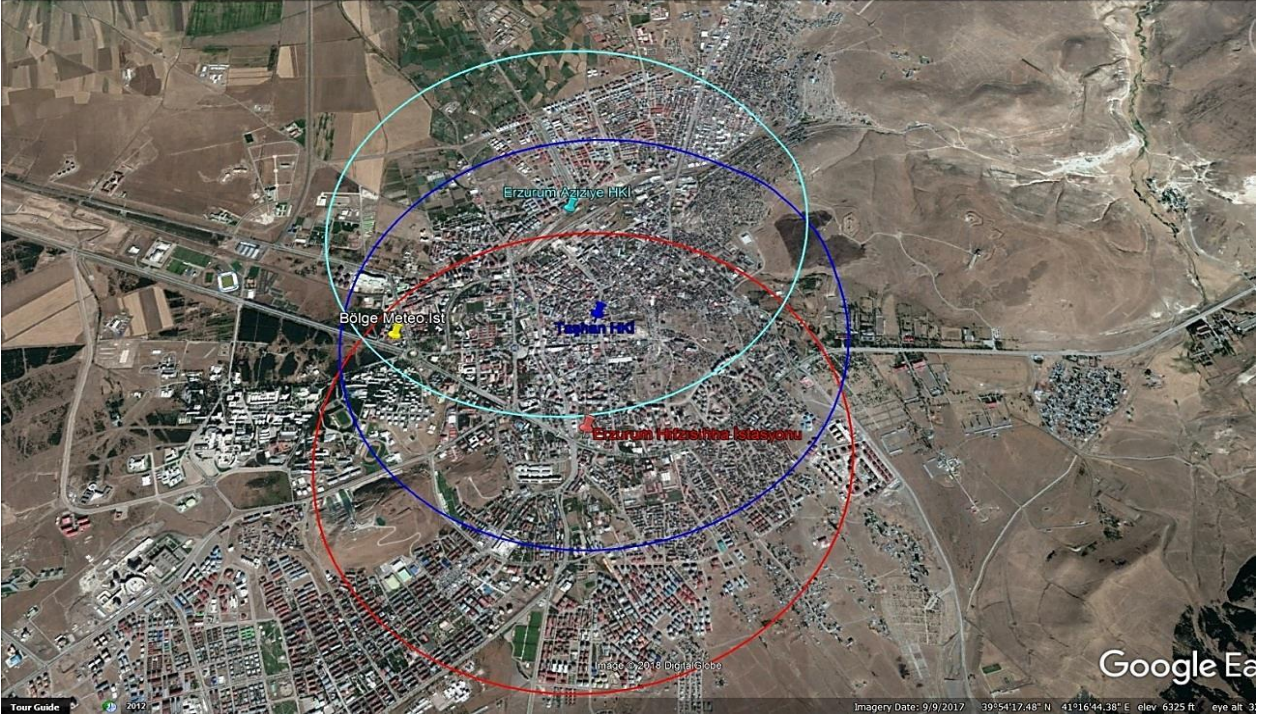 Erzurum Aziziye HKİ
Bölge Meteo.İst
Taşhan HKİ
Erzurum Hıfzısıhha İstasyonu
Image © 2018 DigitalGlobe
Google Ea
Tour Guide
2012
Imagery Date: 9/9/2017 39°54'17.48" N 41°16'44.38" E elev 6325 ft eye alt